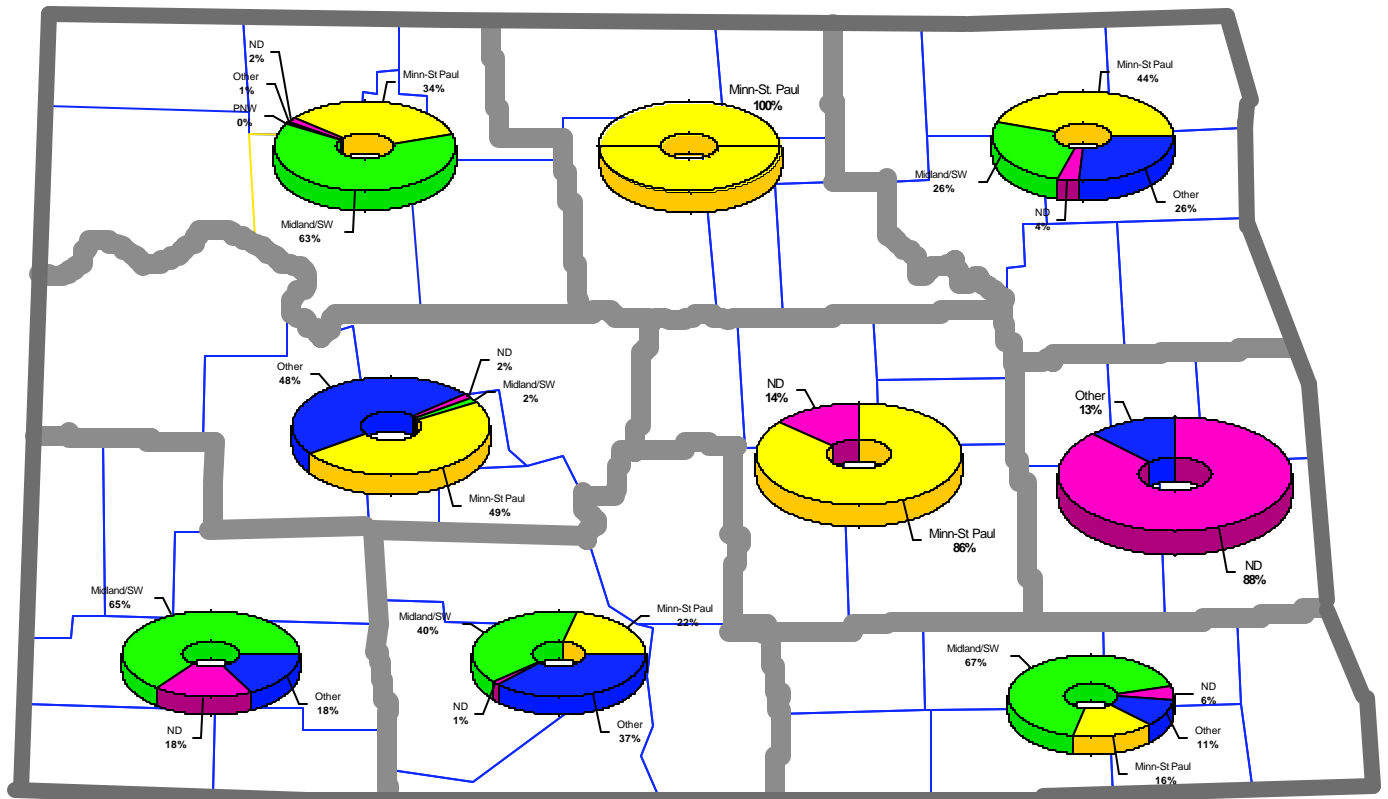 ND
2%
Other
1%
PNW
0%
Minn-St Paul
34%
Midland/SW
63%
Minn-St. Paul
100%
Minn-St Paul
44%
Midland/SW
26%
ND
4%
Other
26%
Other
48%
ND
2%
Midland/SW
2%
Minn-St Paul
49%
ND
14%
Minn-St Paul
86%
Other
13%
ND
88%
Midland/SW
65%
ND
18%
Other
18%
Midland/SW
40%
Minn-St Paul
22%
ND
1%
Other
37%
Midland/SW
67%
ND
6%
Other
11%
Minn-St Paul
16%